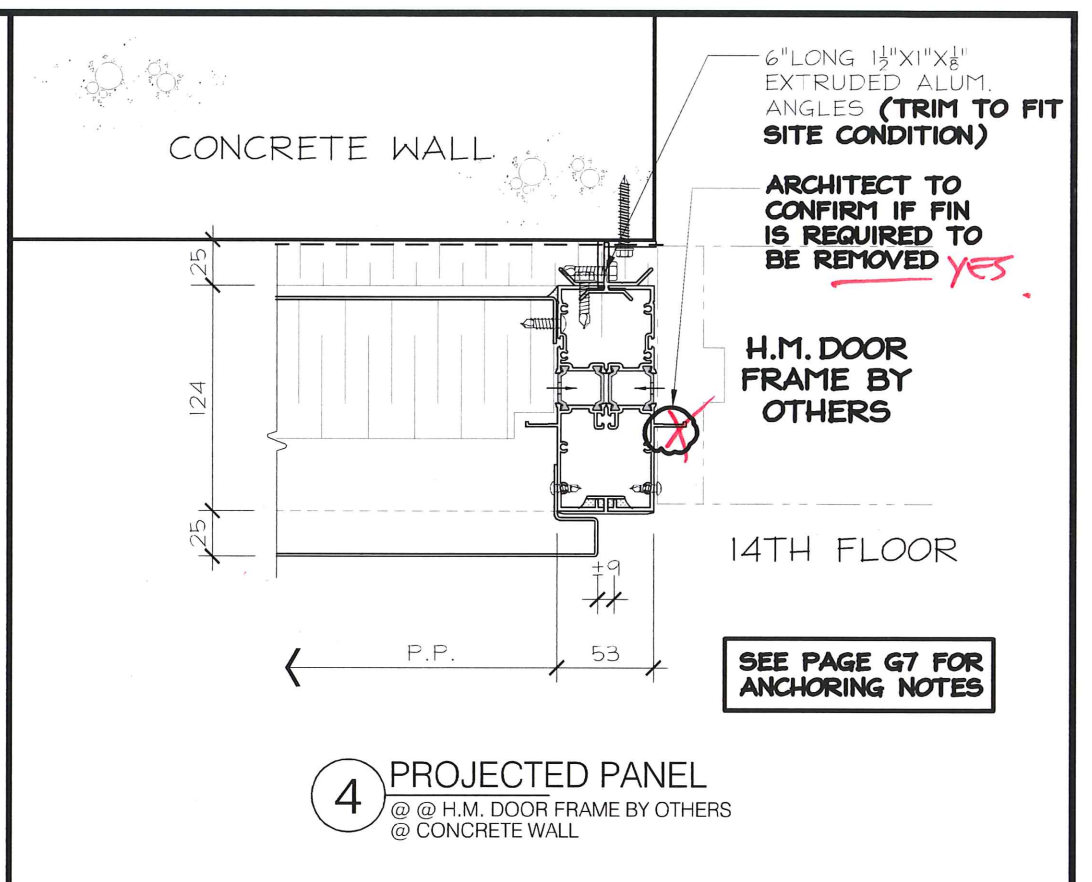 6"LONG 1½"X1"X⅛"
EXTRUDED ALUM.
ANGLES (TRIM TO FIT
SITE CONDITION)
CONCRETE WALL
ARCHITECT TO
CONFIRM IF FIN
IS REQUIRED TO
BE REMOVED YES.
25
H.M. DOOR
FRAME BY
OTHERS
124
25
14TH FLOOR
±9
P.P.
53
SEE PAGE G7 FOR
ANCHORING NOTES
4
PROJECTED PANEL
@ @ H.M. DOOR FRAME BY OTHERS
@ CONCRETE WALL